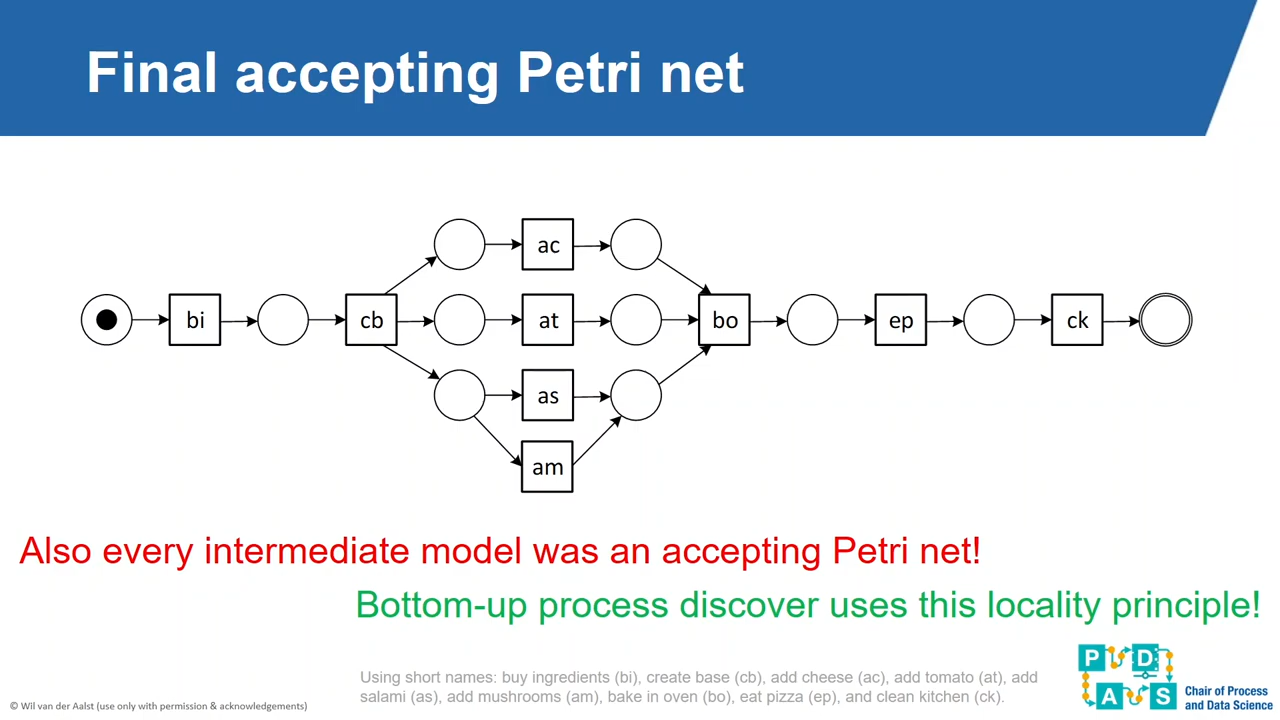 Final accepting Petri net
ac
bi
cb
at
bo
ep
ck
as
am
Also every intermediate model was an accepting Petri net!
Bottom-up process discover uses this locality principle!
Using short names: buy ingredients (bi), create base (cb), add cheese (ac), add tomato (at), add
salami (as), add mushrooms (am), bake in oven (bo), eat pizza (ep), and clean kitchen (ck).
P D
A S
Chair of Process
and Data Science
© Wil van der Aalst (use only with permission & acknowledgements)